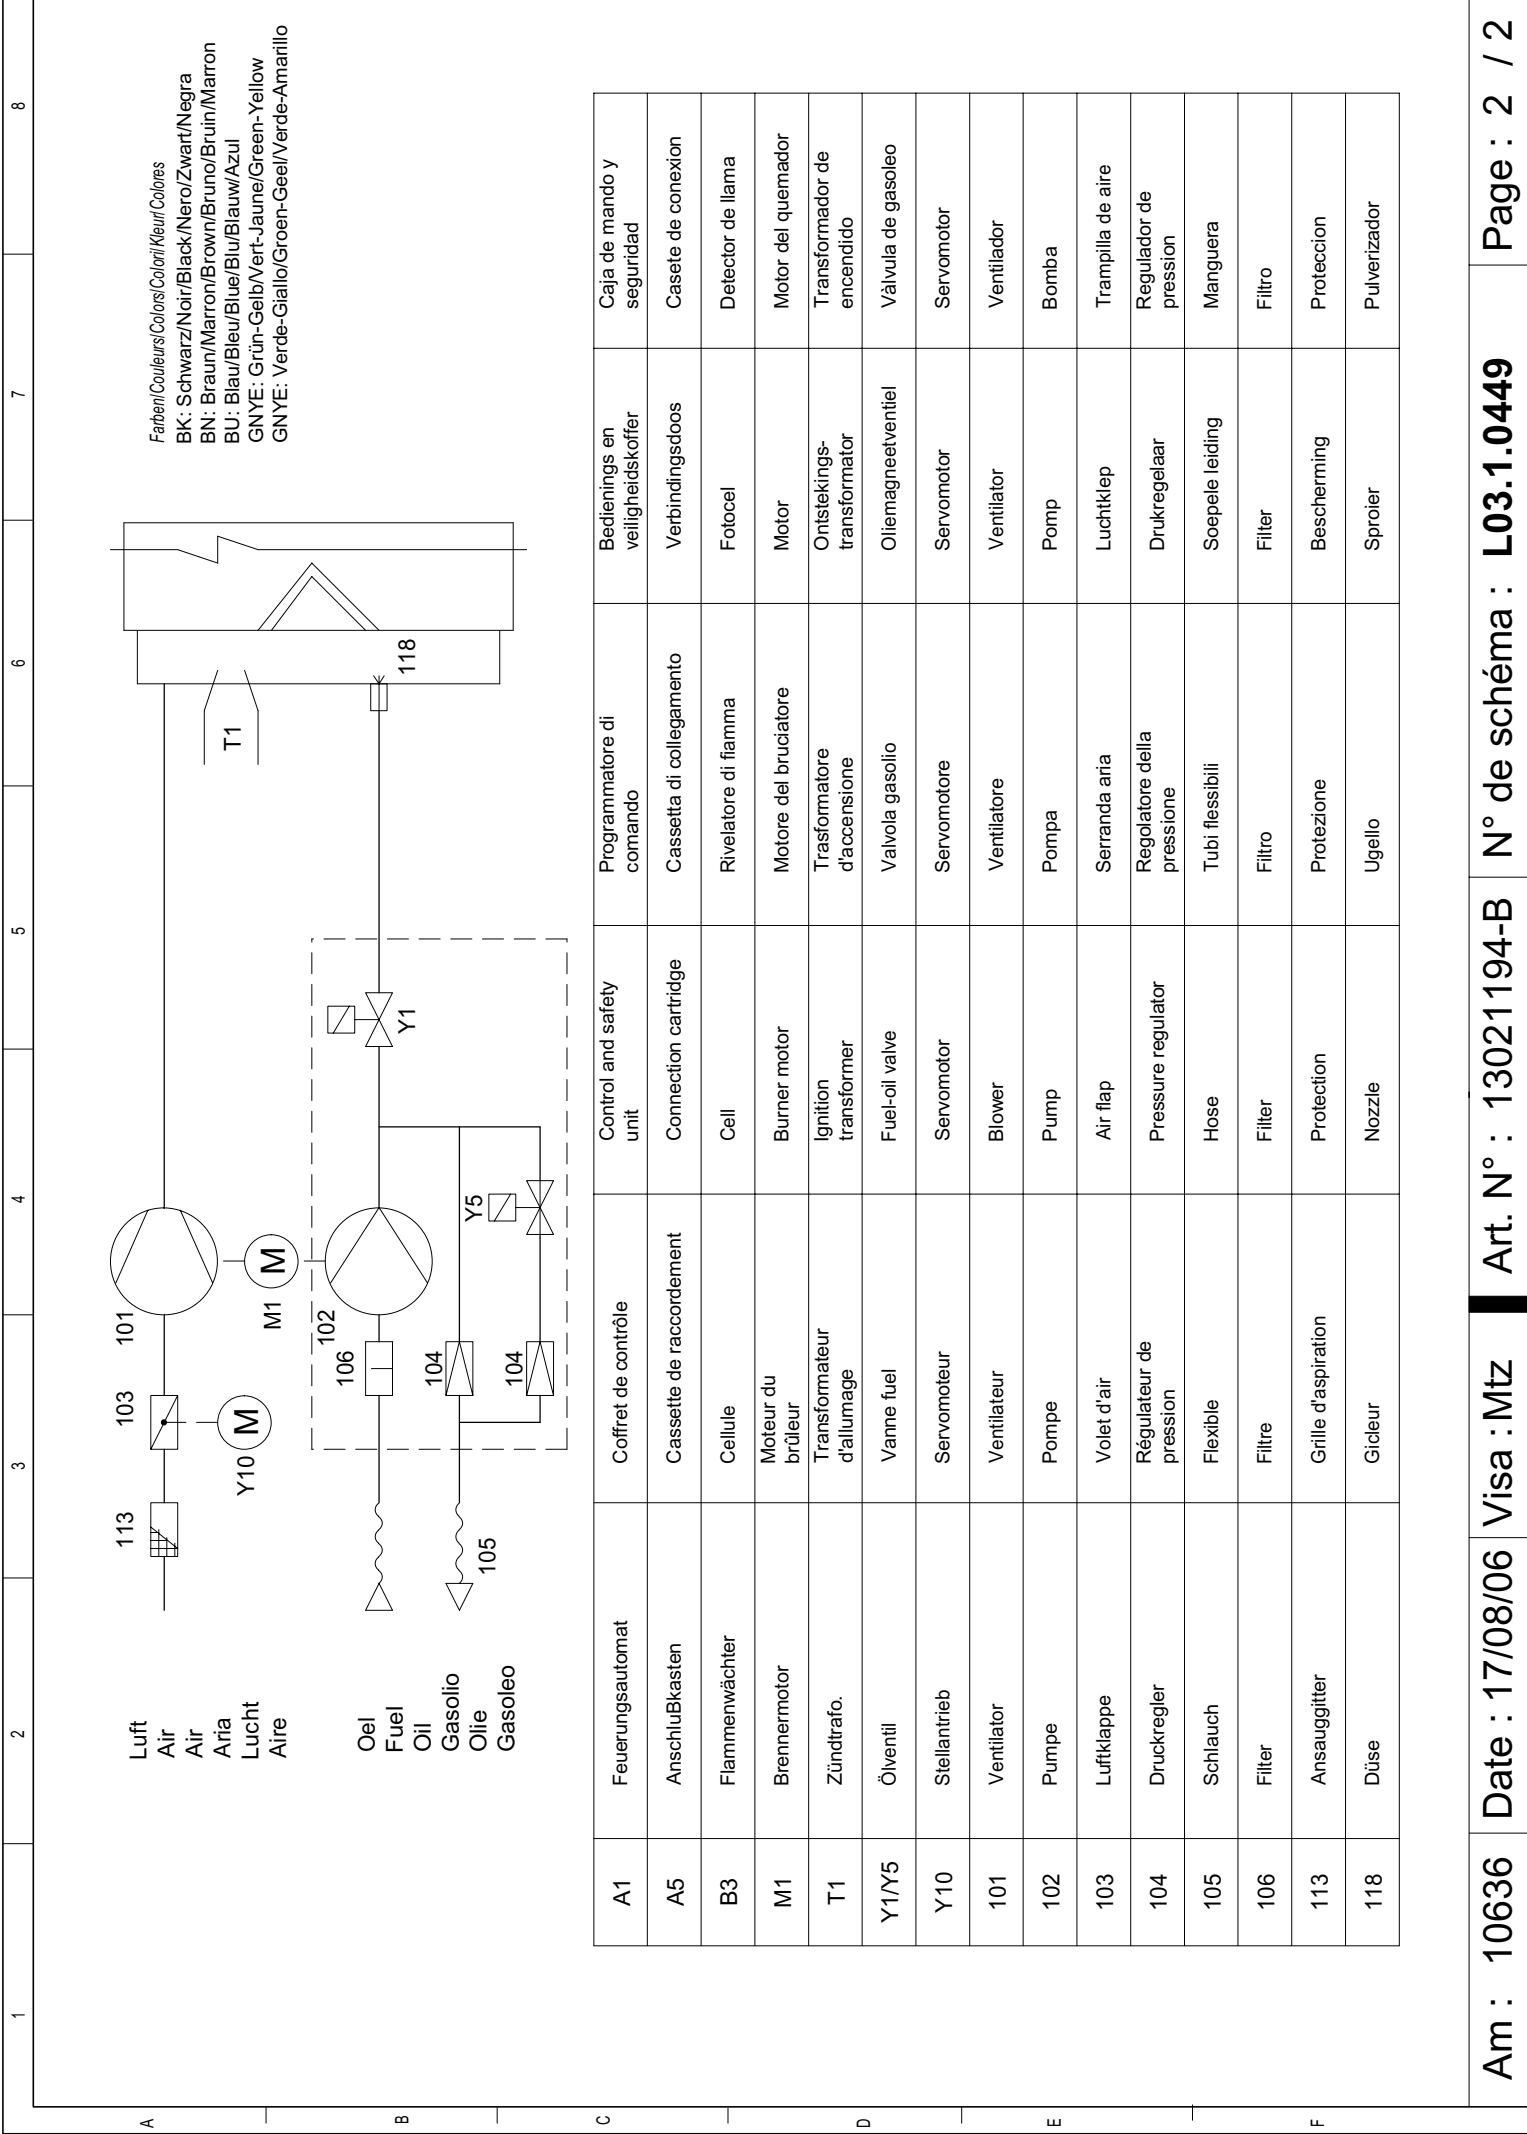 1
2
3
4
5
6
7
8
A
B
C
D
E
F
Farben/Couleurs/Colors/Colori/Kleur/Colores
BK: Schwarz/Noir/Black/Nero/Zwart/Negra
BN: Braun/Marron/Brown/Bruno/Bruin/Marron
BU: Blau/Bleu/Blue/Blu/Blauw/Azul
GNYE: Grün-Gelb/Vert-Jaune/Green-Yellow
GNYE: Verde-Giallo/Groen-Geel/Verde-Amarillo
Luft
Air
Air
Aria
Lucht
Aire
113
103
101
Y10
M
M1
M
T1
Oel
Fuel
Oil
Gasolio
Olie
Gasoleo
105
106
102
104
104
Y5
Y1
118
A1 Feuerungsautomat Coffret de contrôle Control and safety unit Programmatore di comando Bedienings en veiligheidskoffer Caja de mando y seguridad
A5 AnschluBkasten Cassette de raccordement Connection cartridge Cassetta di collegamento Verbindingsdoos Casete de conexion
B3 Flammenwächter Cellule Cell Rivelatore di fiamma Fotocel Detector de llama
M1 Brennermotor Moteur du brûleur Burner motor Motore del bruciatore Motor Motor del quemador
T1 Zündtrafo. Transformateur d'allumage Ignition transformer Trasformatore d'accensione Ontstekings-transformator Transformador de encendido
Y1/Y5 Ölventil Vanne fuel Fuel-oil valve Valvola gasolio Oliemagneetventiel Vàlvula de gasoleo
Y10 Stellantrieb Servomoteur Servomotor Servomotore Servomotor Servomotor
101 Ventilator Ventilateur Blower Ventilatore Ventilator Ventilador
102 Pumpe Pompe Pump Pompa Pomp Bomba
103 Luftklappe Volet d'air Air flap Serranda aria Luchtklep Trampilla de aire
104 Druckregler Régulateur de pression Pressure regulator Regolatore della pressione Drukregelaar Regulador de pression
105 Schlauch Flexible Hose Tubi flessibili Soepele leiding Manguera
106 Filter Filtre Filter Filtro Filter Filtro
113 Ansauggitter Grille d'aspiration Protection Protezione Bescherming Proteccion
118 Düse Gicleur Nozzle Ugello Sproier Pulverizador
Am : 10636 Date : 17/08/06 Visa : Mtz Art. N° : 13021194-B N° de schéma : L03.1.0449 Page : 2 / 2